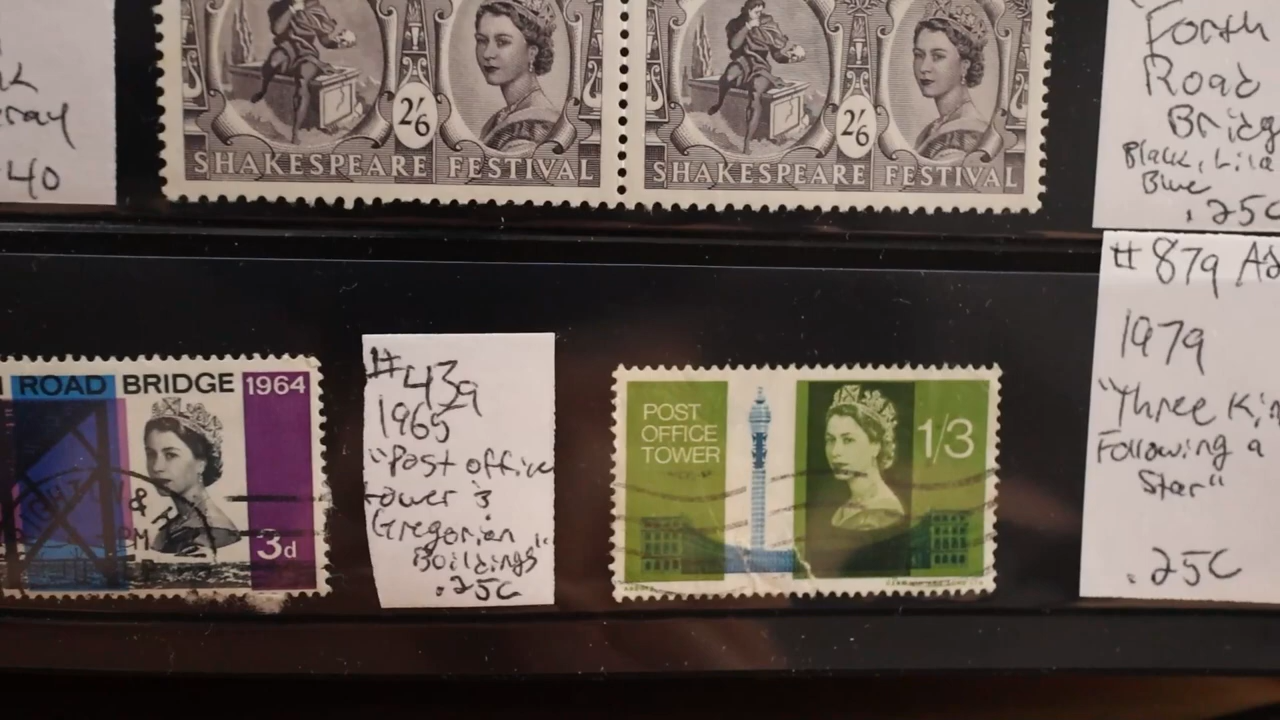 40
2/6
SHAKESPEARE FESTIVAL
2/6
SHAKESPEARE FESTIVAL
Forth
Road
Bridg
Black, Lila
Blue
.25¢
ROAD BRIDGE 1964
3d
#439
1965
"Post office
tower &
Gregorian
Buildings"
.25¢
POST
OFFICE
TOWER
1/3
#879
1979
"Three Kin
Following a
Star"
.25¢